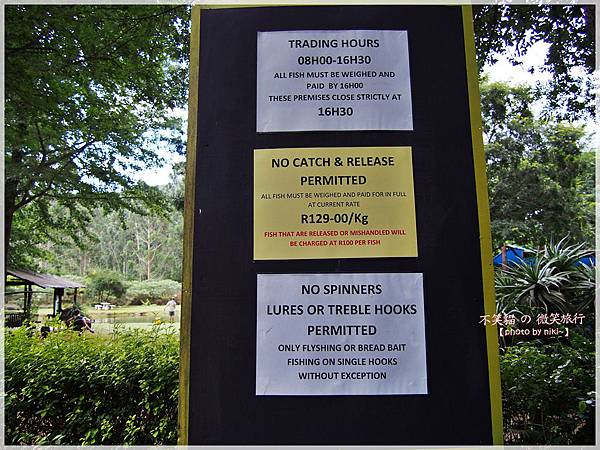 TRADING HOURS
08H00-16H30
ALL FISH MUST BE WEIGHED AND
PAID BY 16H00
THESE PREMISES CLOSE STRICTLY AT
16H30
NO CATCH & RELEASE
PERMITTED
ALL FISH MUST BE WEIGHED AND PAID FOR IN FULL
AT CURRENT RATE
R129-00/Kg
FISH THAT ARE RELEASED OR MISHANDLED WILL
BE CHARGED AT R100 PER FISH
NO SPINNERS
LURES OR TREBLE HOOKS
PERMITTED
ONLY FLYSHING OR BREAD BAIT
FISHING ON SINGLE HOOKS
WITHOUT EXCEPTION
不笑貓 の 微笑旅行
【photo by niki~】